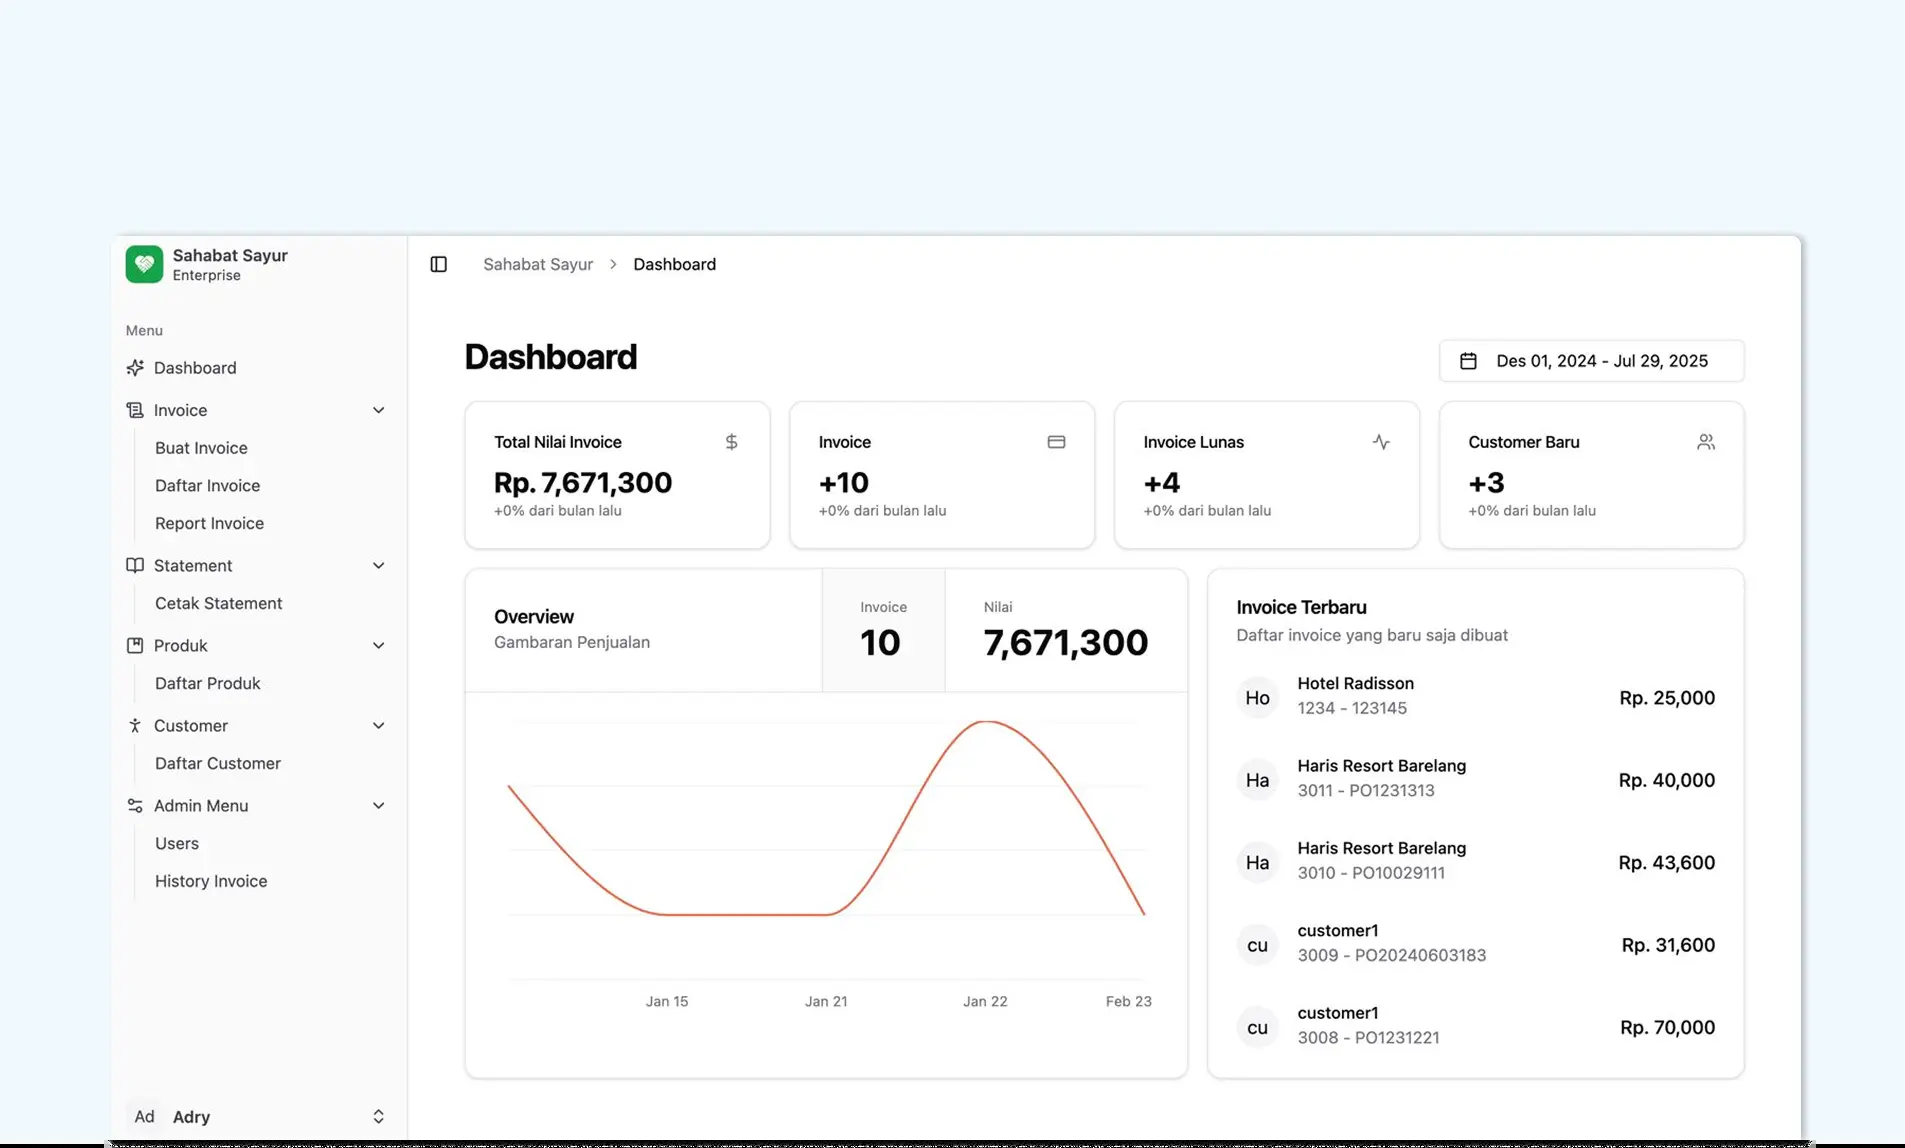 Sahabat Sayur
Enterprise
Menu
Dashboard
Invoice
Buat Invoice
Daftar Invoice
Report Invoice
Statement
Cetak Statement
Produk
Daftar Produk
Customer
Daftar Customer
Admin Menu
Users
History Invoice
Ad Adry
Sahabat Sayur > Dashboard
Dashboard
Des 01, 2024 - Jul 29, 2025
Total Nilai Invoice $
Rp. 7,671,300
+0% dari bulan lalu
Invoice
+10
+0% dari bulan lalu
Invoice Lunas
+4
+0% dari bulan lalu
Customer Baru
+3
+0% dari bulan lalu
Overview
Gambaran Penjualan
Invoice
10
Nilai
7,671,300
Jan 15 Jan 21 Jan 22 Feb 23
Invoice Terbaru
Daftar invoice yang baru saja dibuat
Ho
Hotel Radisson
1234 - 123145
Rp. 25,000
Ha
Haris Resort Barelang
3011 - PO1231313
Rp. 40,000
Ha
Haris Resort Barelang
3010 - PO10029111
Rp. 43,600
cu
customer1
3009 - PO20240603183
Rp. 31,600
cu
customer1
3008 - PO1231221
Rp. 70,000